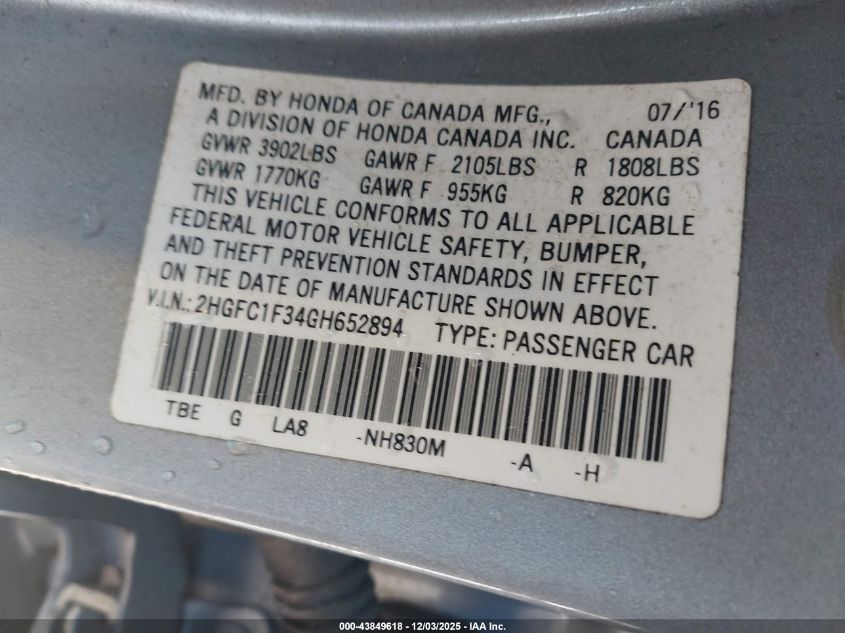 MFD. BY HONDA OF CANADA MFG., 07/'16
A DIVISION OF HONDA CANADA INC. CANADA
GVWR 3902LBS GAWR F 2105LBS R 1808LBS
GVWR 1770KG GAWR F 955KG R 820KG
THIS VEHICLE CONFORMS TO ALL APPLICABLE
FEDERAL MOTOR VEHICLE SAFETY, BUMPER,
AND THEFT PREVENTION STANDARDS IN EFFECT
ON THE DATE OF MANUFACTURE SHOWN ABOVE.
V.I.N.: 2HGFC1F34GH652894 TYPE: PASSENGER CAR
TBE G LA8 -NH830M -A -H
000-43849618 - 12/03/2025 - IAA Inc.